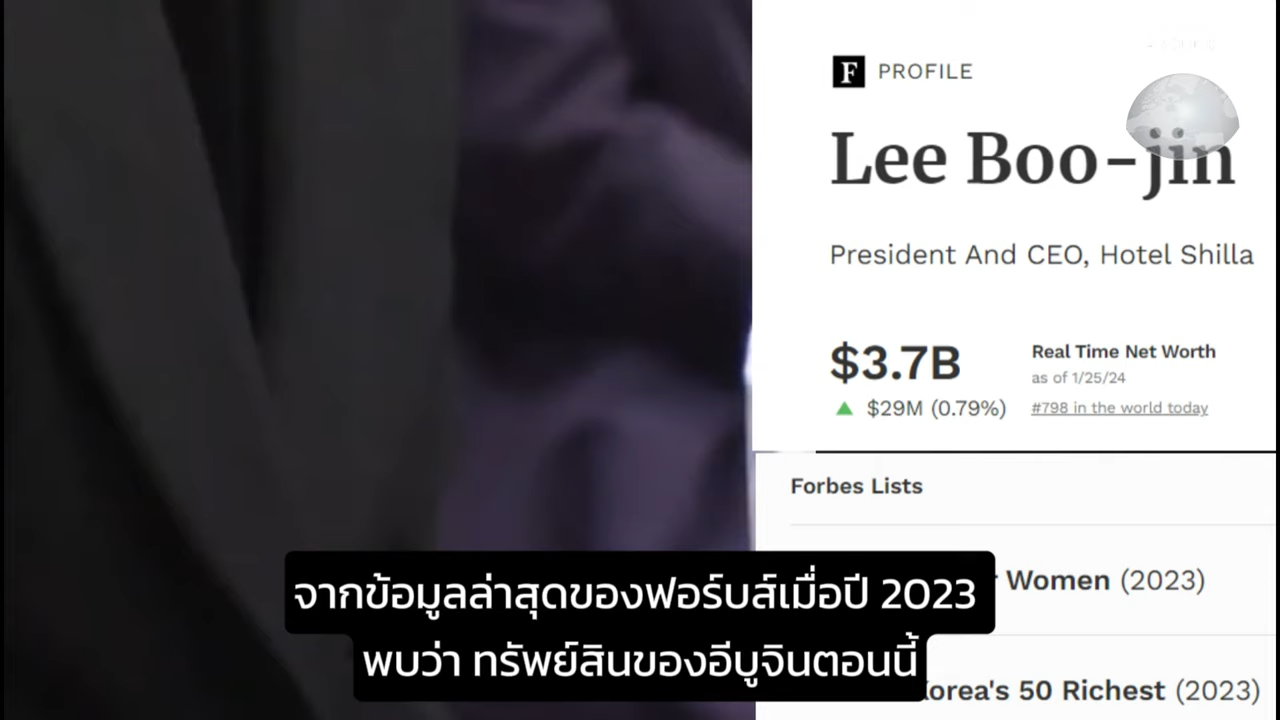 F PROFILE
Lee Boo-jin
President And CEO, Hotel Shilla
$3.7B
Real Time Net Worth
as of 1/25/24
$29M (0.79%)
#798 in the world today
Forbes Lists
Women (2023)
Korea's 50 Richest (2023)
จากข้อมูลล่าสุดของฟอร์บส์เมื่อปี 2023
พบว่า ทรัพย์สินของอีบูจินตอนนี้